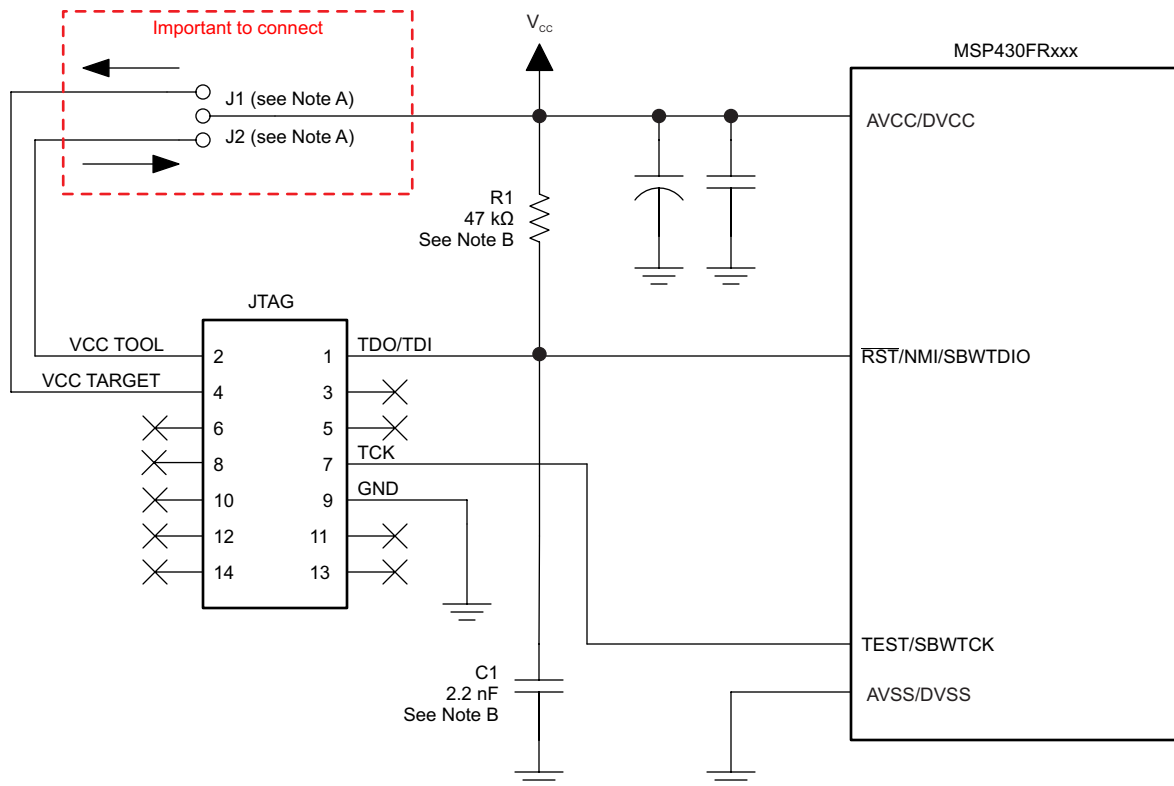 Important to connect
J1 (see Note A)
J2 (see Note A)
VCC
MSP430FRxxx
AVCC/DVCC
R1
47 kΩ
See Note B
JTAG
VCC TOOL
2
1
TDO/TDI
RST/NMI/SBWTDIO
VCC TARGET
4
3
6
5
8
7
TCK
10
9
GND
12
11
14
13
TEST/SBWTCK
C1
2.2 nF
See Note B
AVSS/DVSS